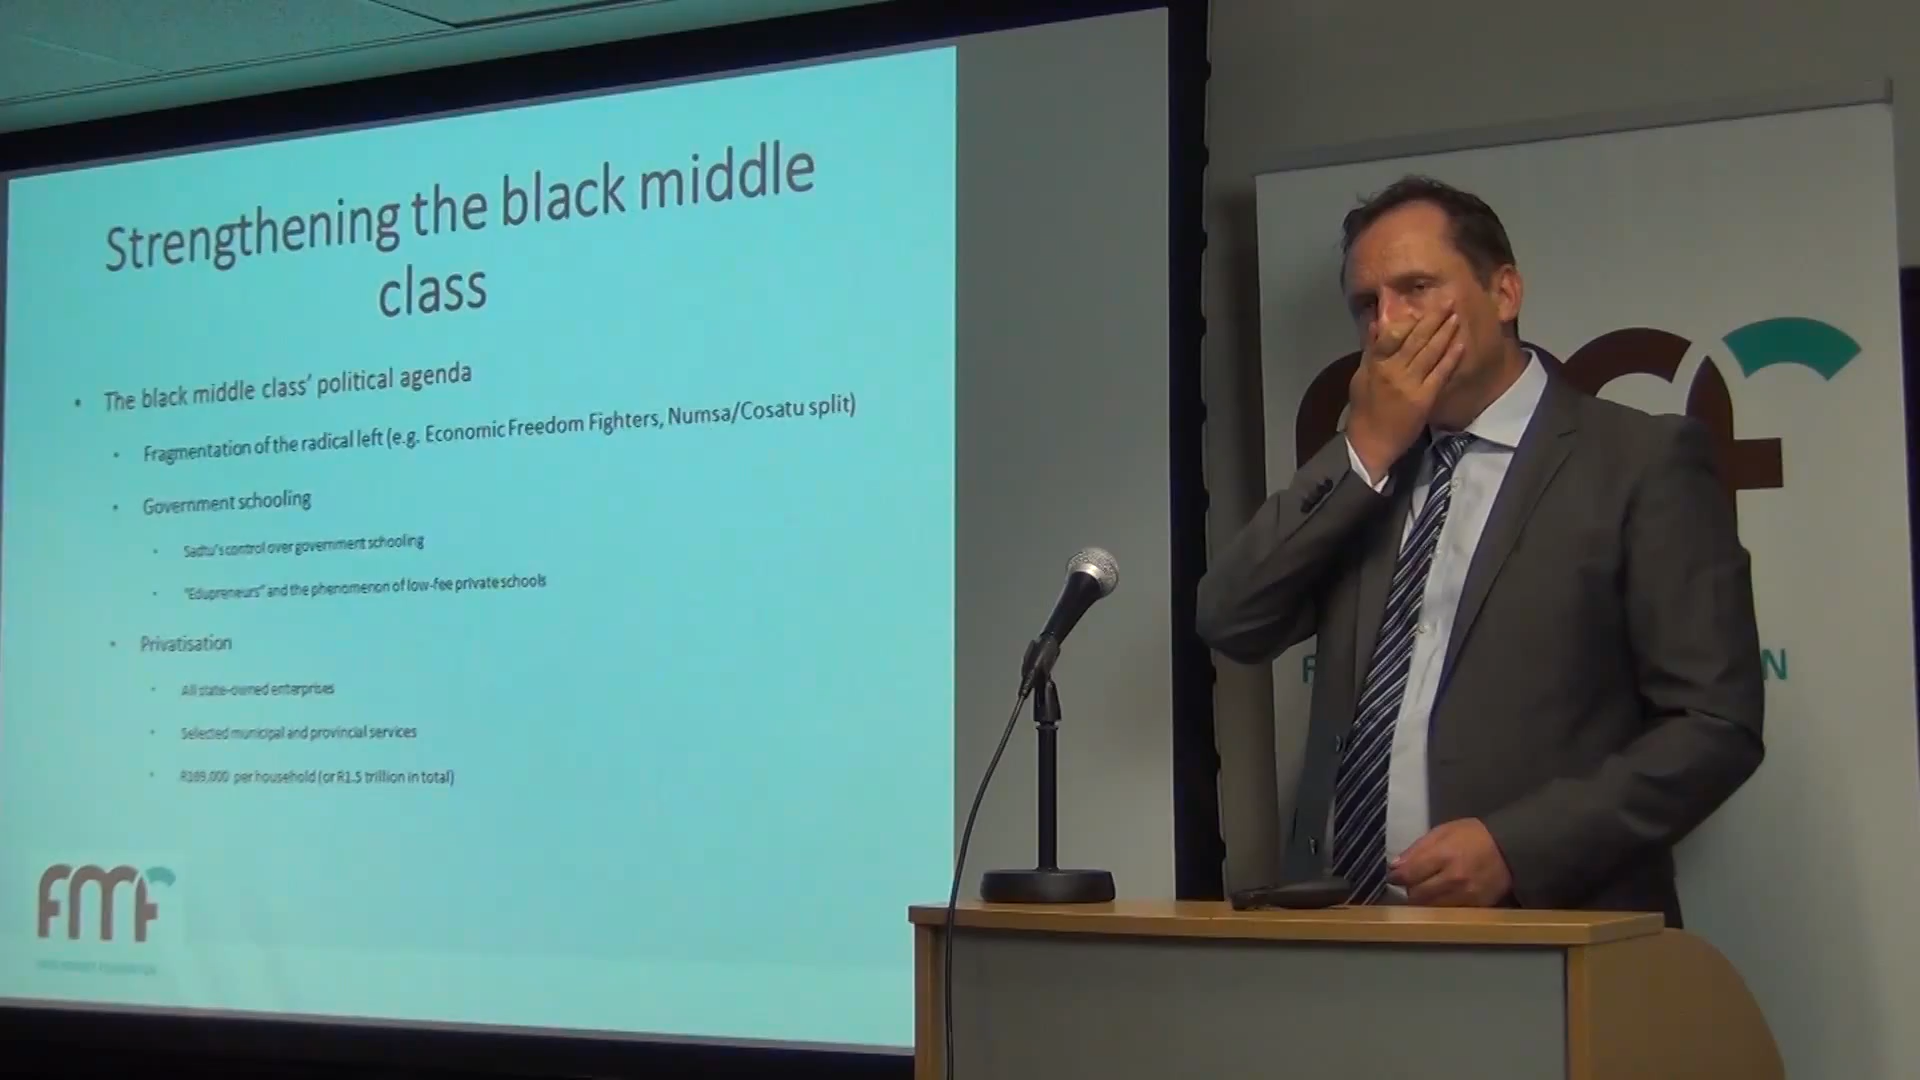 Strengthening the black middle
class
• The black middle class' political agenda
• Fragmentation of the radical left (e.g. Economic Freedom Fighters, Numsa/Cosatu split)
• Government schooling
• Sadtu's control over government schooling
• "Edupreneurs" and the phenomenon of low-fee private schools
• Privatisation
• All state-owned enterprises
• Selected municipal and provincial services
• per household (or R1.5 trillion in total)
FMF